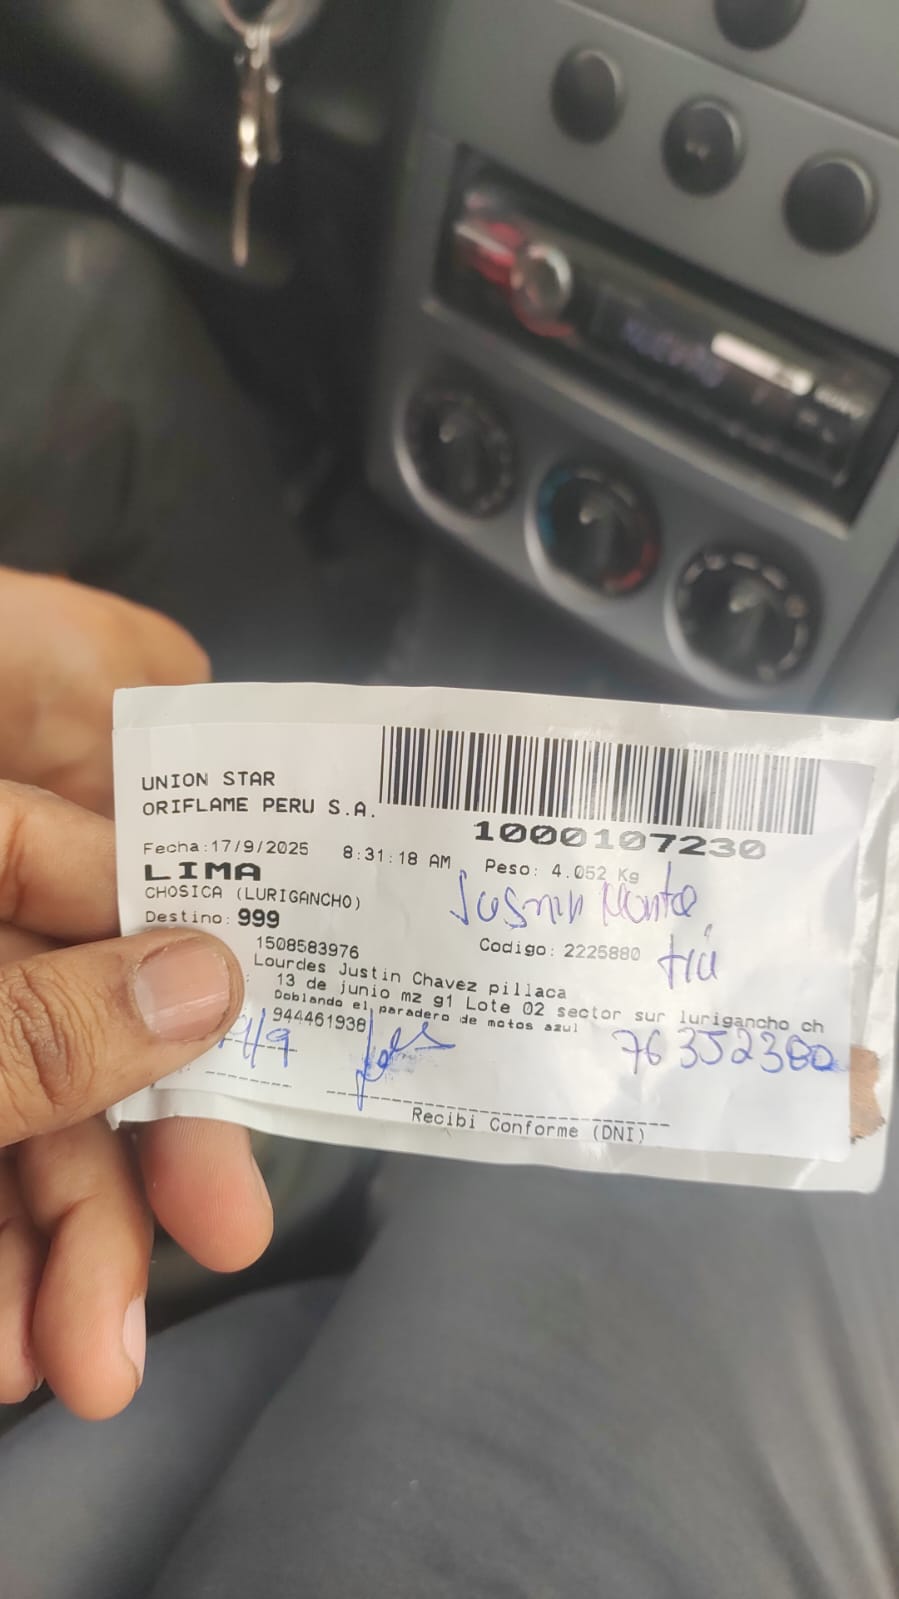 UNION STAR
ORIFLAME PERU S.A.
1000107230
Fecha:17/9/2025 8:31:18 AM Peso: 4.052 Kg
LIMA
CHOSICA (LURIGANCHO)
Destino: 999
1508583976 Codigo: 2225880
tia
Lourdes Justin Chavez pillaca
13 de junio mz g1 Lote 02 sector sur lurigancho ch
Doblando el paradero de motos azul
944461938
76352380
Recibi Conforme (DNI)